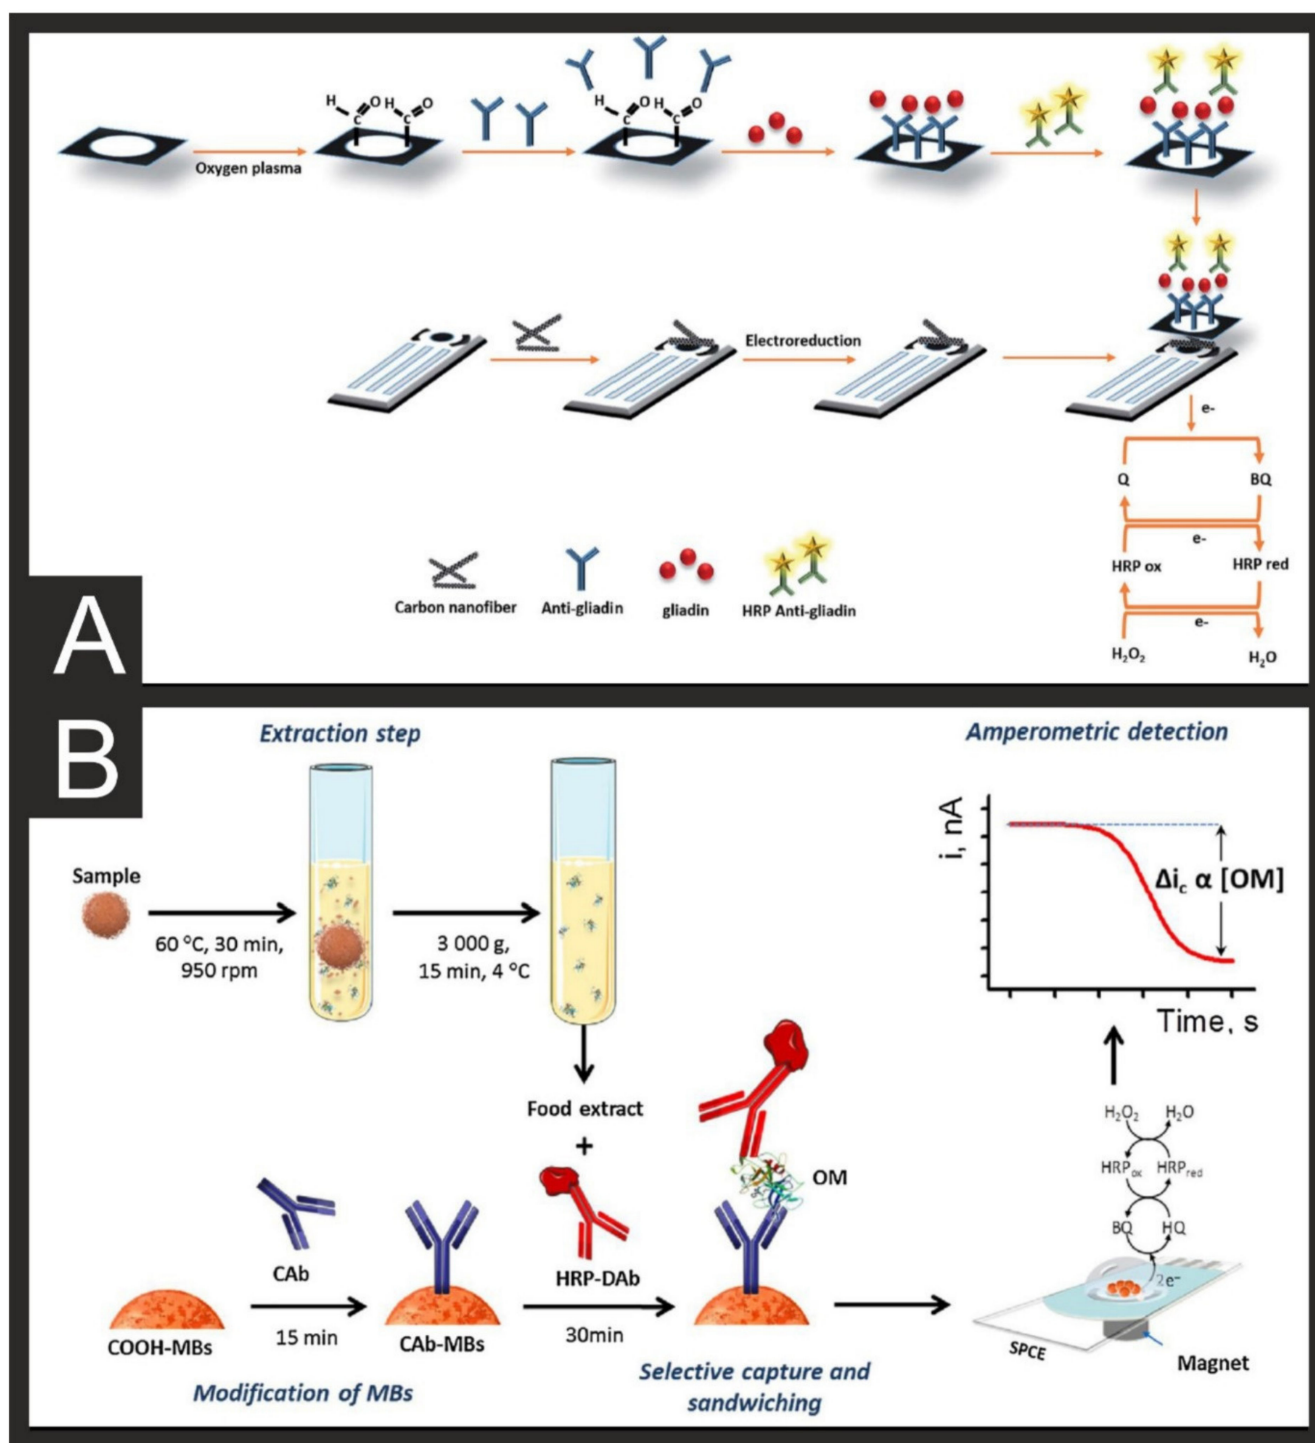 H
O
H
O
C
C
Oxygen plasma
H
O
H
O
C
C
Electroreduction
e-
Q
BQ
e-
HRP ox
HRP red
e-
H₂O₂
H₂O
Carbon nanofiber
Anti-gliadin
gliadin
HRP Anti-gliadin
A
B
Extraction step
Amperometric detection
Sample
60 °C, 30 min,
950 rpm
3 000 g,
15 min, 4 °C
i, nA
Δi꜀ α [OM]
Time, s
Food extract
+
CAb
HRP-DAb
OM
COOH-MBs
15 min
CAb-MBs
30min
Modification of MBs
Selective capture and
sandwiching
H₂O₂
H₂O
HRPox
HRPred
BQ
HQ
2e⁻
SPCE
Magnet